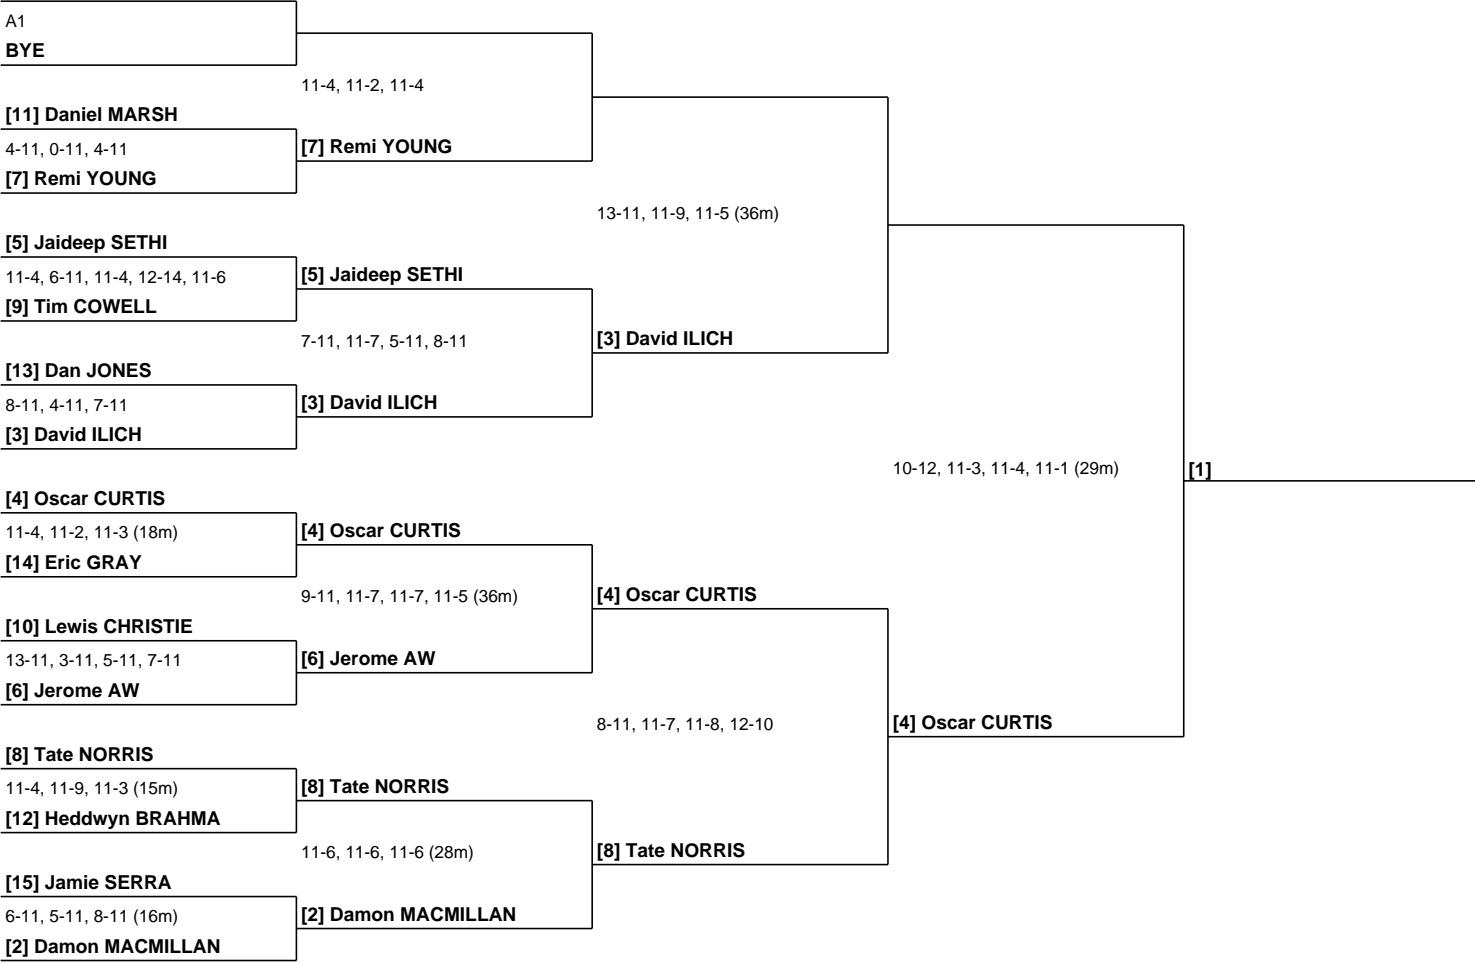 A1
BYE
[11] Daniel MARSH
4-11, 0-11, 4-11
[7] Remi YOUNG
[5] Jaideep SETHI
11-4, 6-11, 11-4, 12-14, 11-6
[9] Tim COWELL
[13] Dan JONES
8-11, 4-11, 7-11
[3] David ILICH
[4] Oscar CURTIS
11-4, 11-2, 11-3 (18m)
[14] Eric GRAY
[10] Lewis CHRISTIE
13-11, 3-11, 5-11, 7-11
[6] Jerome AW
[8] Tate NORRIS
11-4, 11-9, 11-3 (15m)
[12] Heddwyn BRAHMA
[15] Jamie SERRA
6-11, 5-11, 8-11 (16m)
[2] Damon MACMILLAN
11-4, 11-2, 11-4
[7] Remi YOUNG
[5] Jaideep SETHI
7-11, 11-7, 5-11, 8-11
[3] David ILICH
[4] Oscar CURTIS
9-11, 11-7, 11-7, 11-5 (36m)
[6] Jerome AW
[8] Tate NORRIS
11-6, 11-6, 11-6 (28m)
[2] Damon MACMILLAN
13-11, 11-9, 11-5 (36m)
[3] David ILICH
[4] Oscar CURTIS
8-11, 11-7, 11-8, 12-10
[8] Tate NORRIS
10-12, 11-3, 11-4, 11-1 (29m)
[4] Oscar CURTIS
[1]